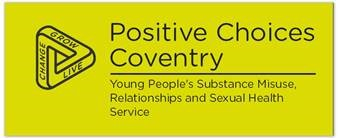 CHANGE
GROW
LIVE
Positive Choices
Coventry
Young People's Substance Misuse,
Relationships and Sexual Health
Service